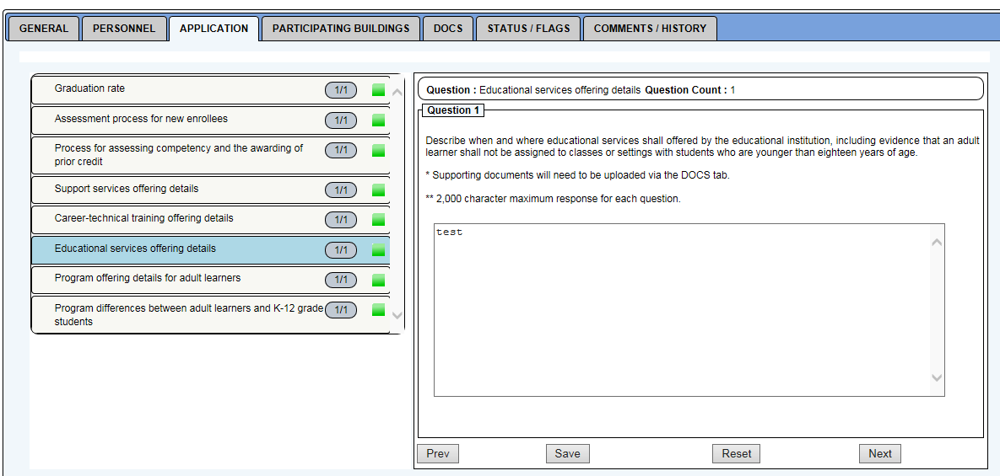 GENERAL PERSONNEL APPLICATION PARTICIPATING BUILDINGS DOCS STATUS / FLAGS COMMENTS / HISTORY
Graduation rate 1/1
Assessment process for new enrollees 1/1
Process for assessing competency and the awarding of
prior credit 1/1
Support services offering details 1/1
Career-technical training offering details 1/1
Educational services offering details 1/1
Program offering details for adult learners 1/1
Program differences between adult learners and K-12 grade
students 1/1
Question : Educational services offering details Question Count : 1
Question 1
Describe when and where educational services shall offered by the educational institution, including evidence that an adult
learner shall not be assigned to classes or settings with students who are younger than eighteen years of age.
* Supporting documents will need to be uploaded via the DOCS tab.
** 2,000 character maximum response for each question.
test
Prev Save Reset Next